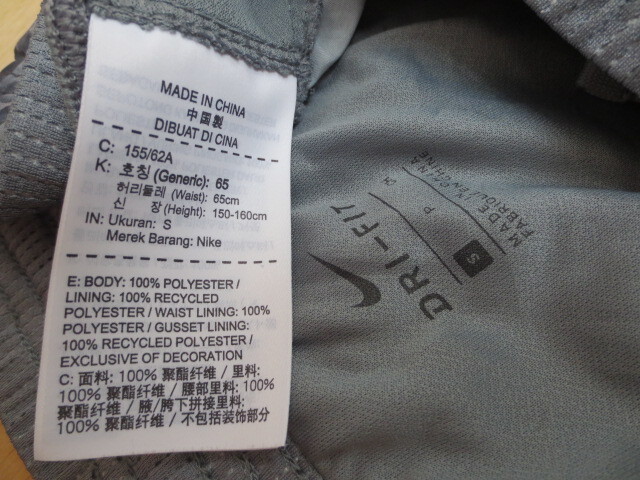 MADE IN CHINA
中国製
DIBUAT DI CINA
C: 155/62A
K: 호칭 (Generic): 65
허리둘레 (Waist): 65cm
신 장 (Height): 150-160cm
IN: Ukuran: S
Merek Barang: Nike
E: BODY: 100% POLYESTER /
LINING: 100% RECYCLED
POLYESTER / WAIST LINING: 100%
POLYESTER / GUSSET LINING:
100% RECYCLED POLYESTER /
EXCLUSIVE OF DECORATION
C: 面料: 100% 聚酯纤维 / 里料:
100% 聚酯纤维 / 腰部里料: 100%
聚酯纤维 / 腋/胯下拼接里料:
100% 聚酯纤维 / 不包括装饰部分
DRI-FIT
S
P
CH
MADE IN CHINA